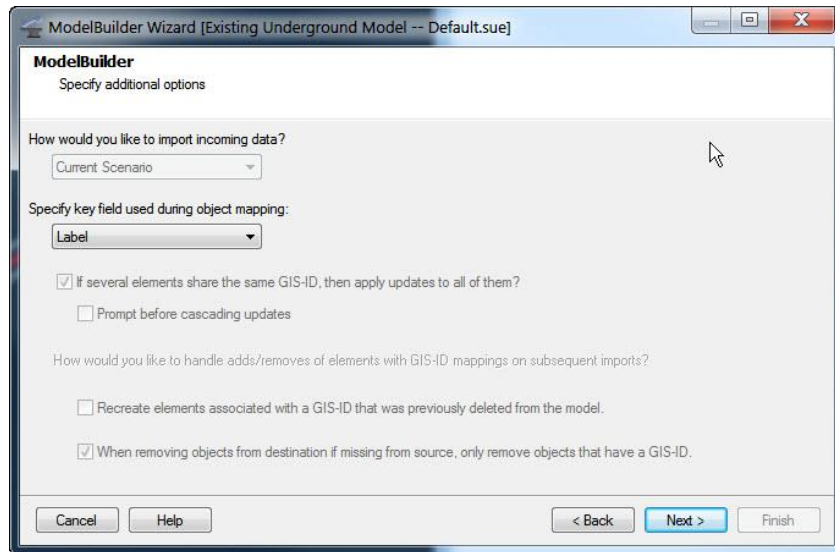 ModelBuilder Wizard [Existing Underground Model -- Default.sue]
ModelBuilder
Specify additional options
How would you like to import incoming data?
Current Scenario
Specify key field used during object mapping:
Label
If several elements share the same GIS-ID, then apply updates to all of them?
Prompt before cascading updates
How would you like to handle adds/removes of elements with GIS-ID mappings on subsequent imports?
Recreate elements associated with a GIS-ID that was previously deleted from the model.
When removing objects from destination if missing from source, only remove objects that have a GIS-ID.
Cancel Help < Back Next > Finish